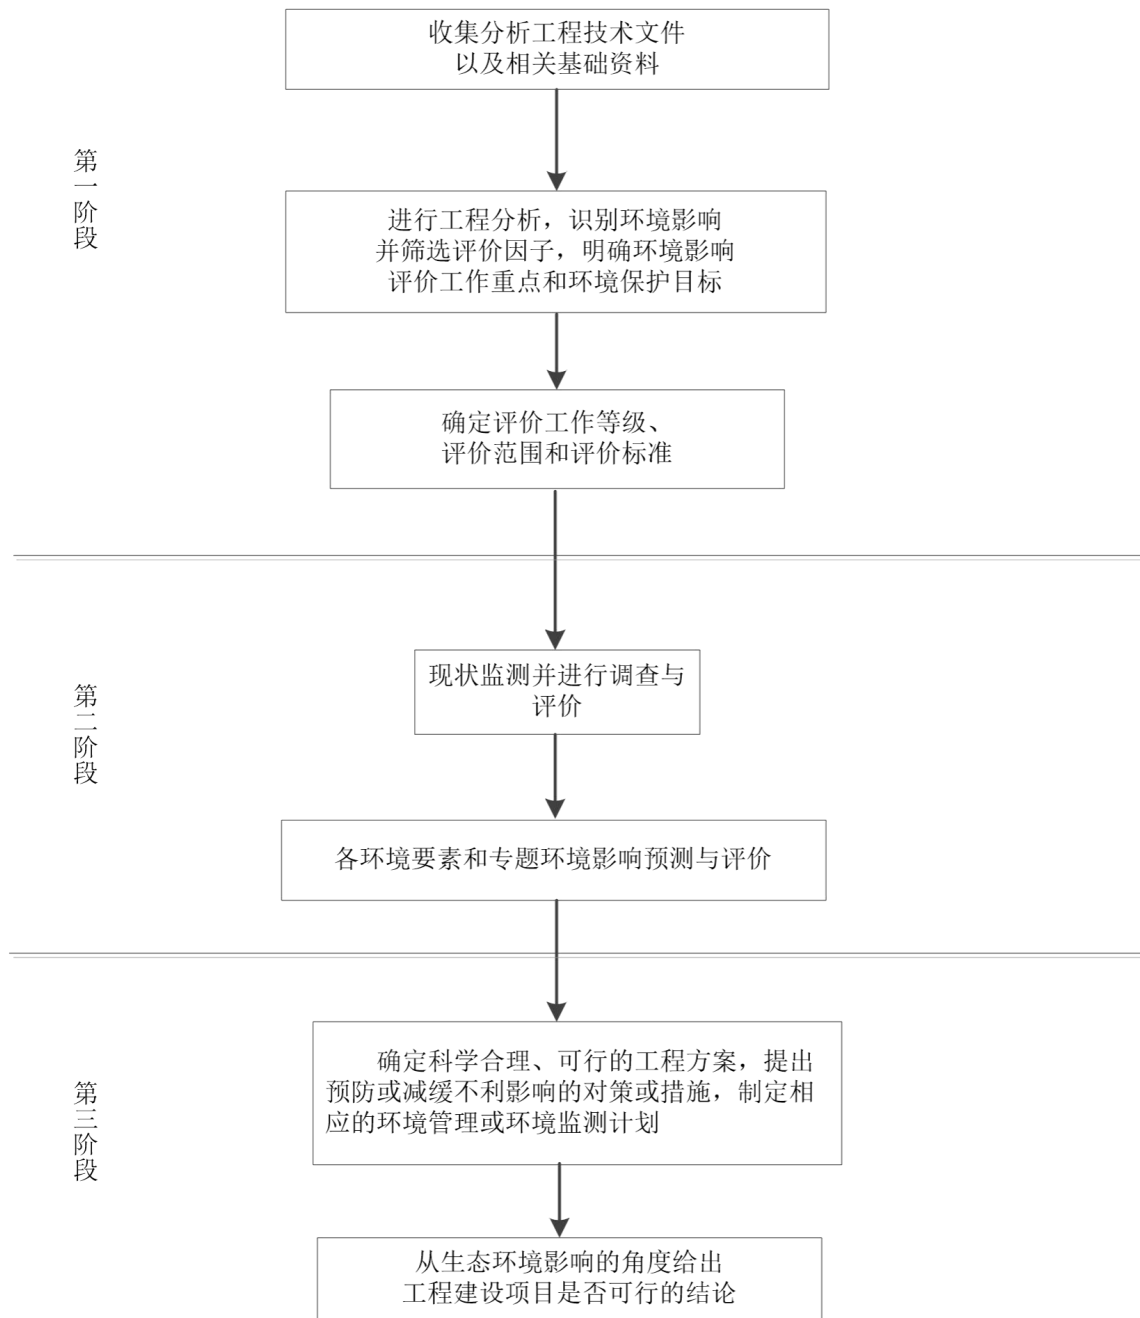 收集分析工程技术文件
以及相关基础资料
第一阶段
进行工程分析，识别环境影响
并筛选评价因子，明确环境影响
评价工作重点和环境保护目标
确定评价工作等级、
评价范围和评价标准
现状监测并进行调查与
评价
第二阶段
各环境要素和专题环境影响预测与评价
确定科学合理、可行的工程方案，提出
预防或减缓不利影响的对策或措施，制定相
应的环境管理或环境监测计划
第三阶段
从生态环境影响的角度给出
工程建设项目是否可行的结论